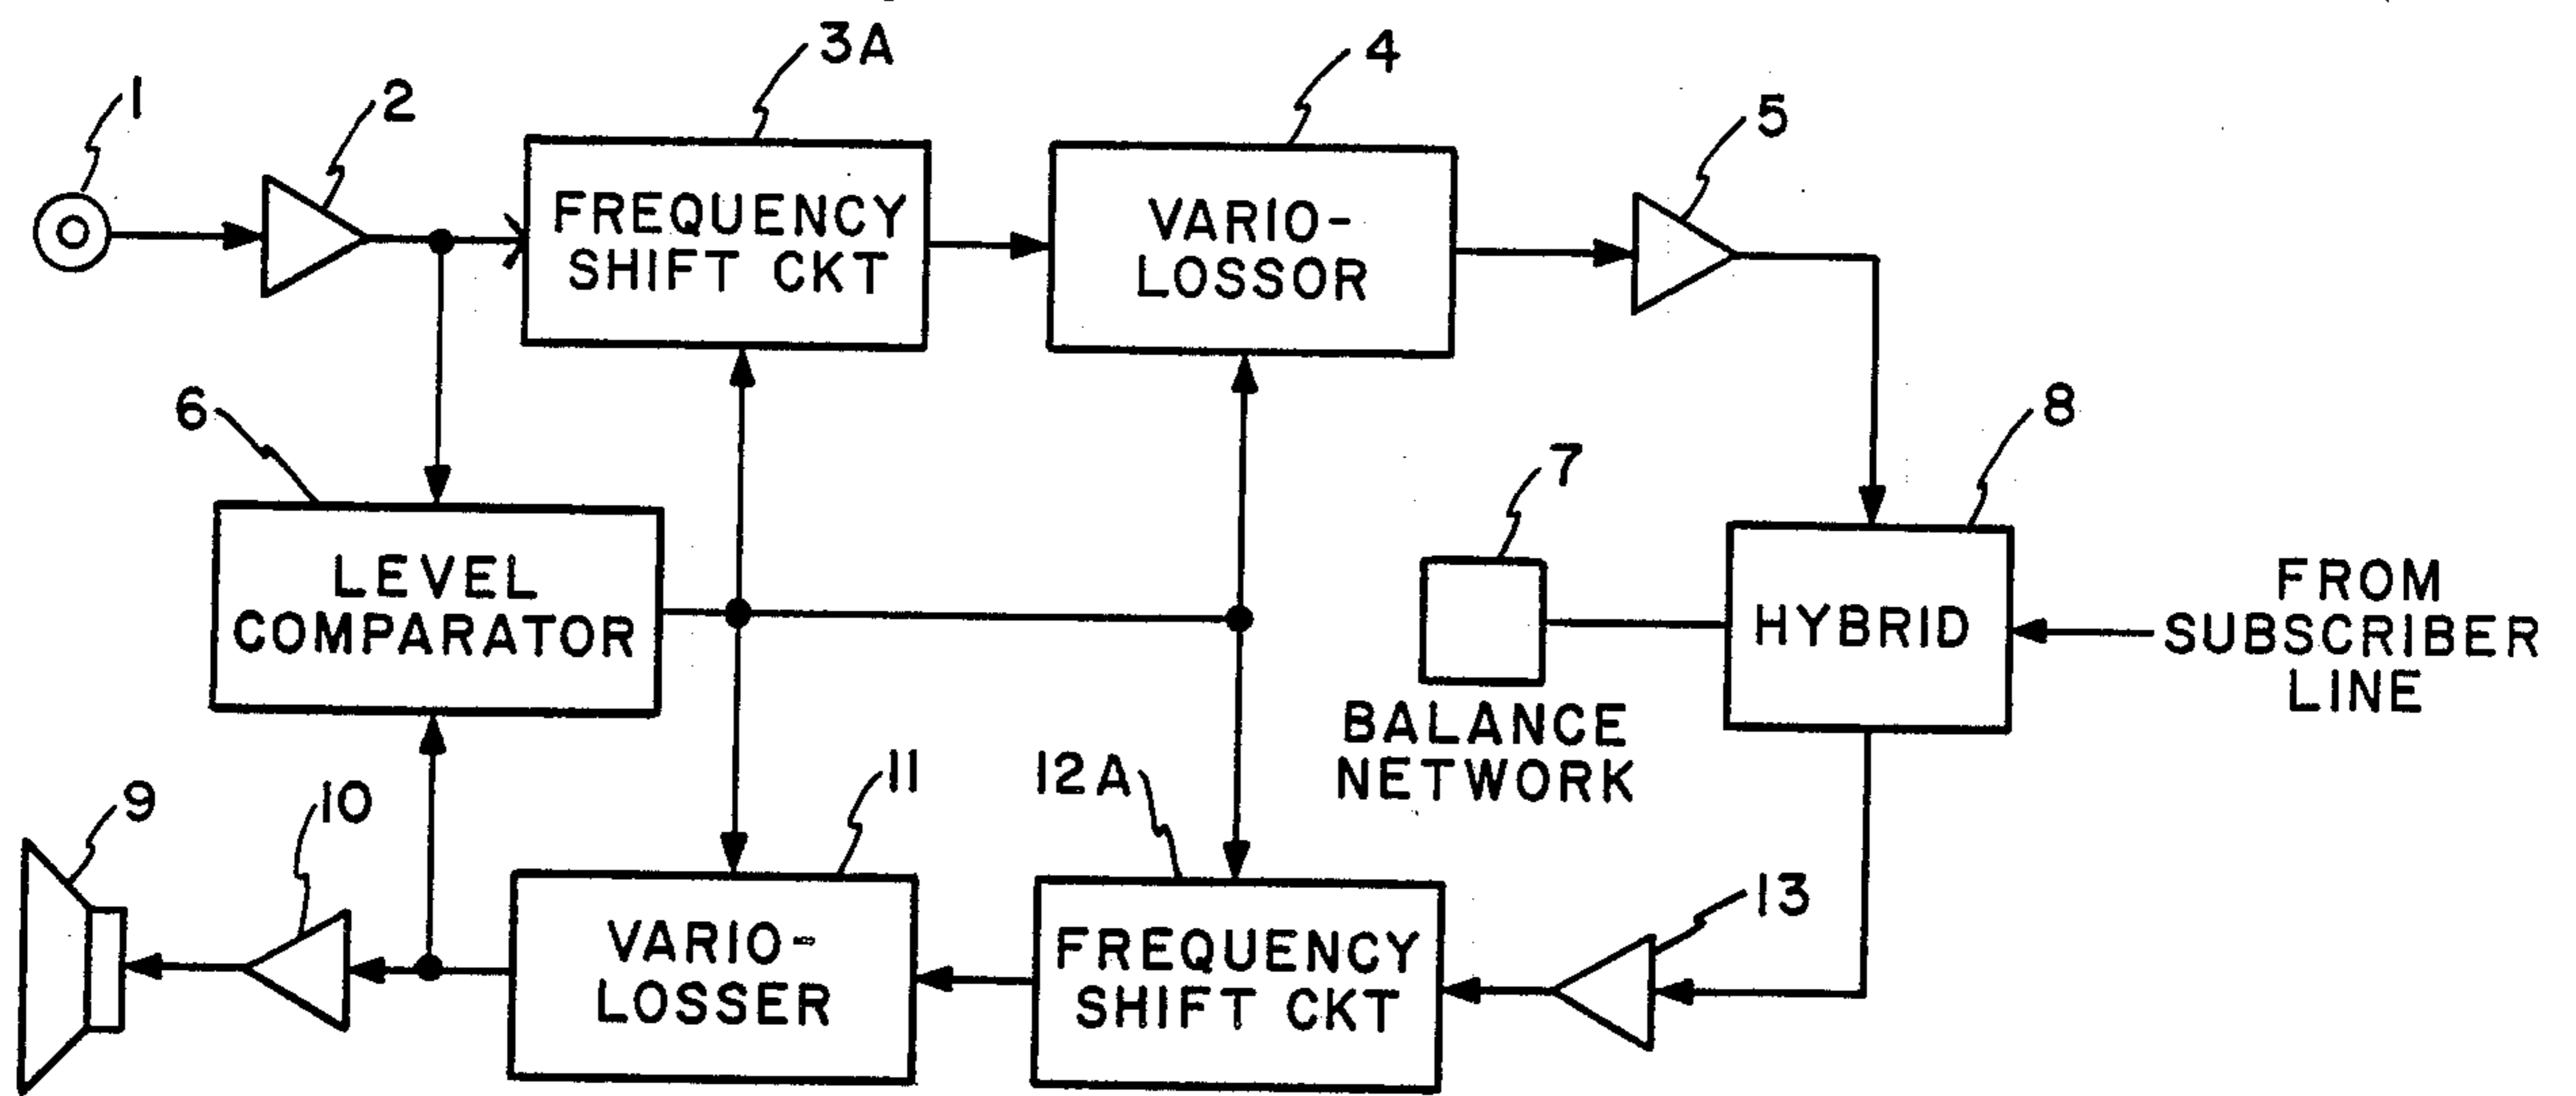 1
2
3A
4
5
FREQUENCY
SHIFT CKT
VARIO-
LOSSOR
6
7
8
LEVEL
COMPARATOR
HYBRID
FROM
SUBSCRIBER
LINE
BALANCE
NETWORK
9
10
11
12A
13
VARIO-
LOSSER
FREQUENCY
SHIFT CKT